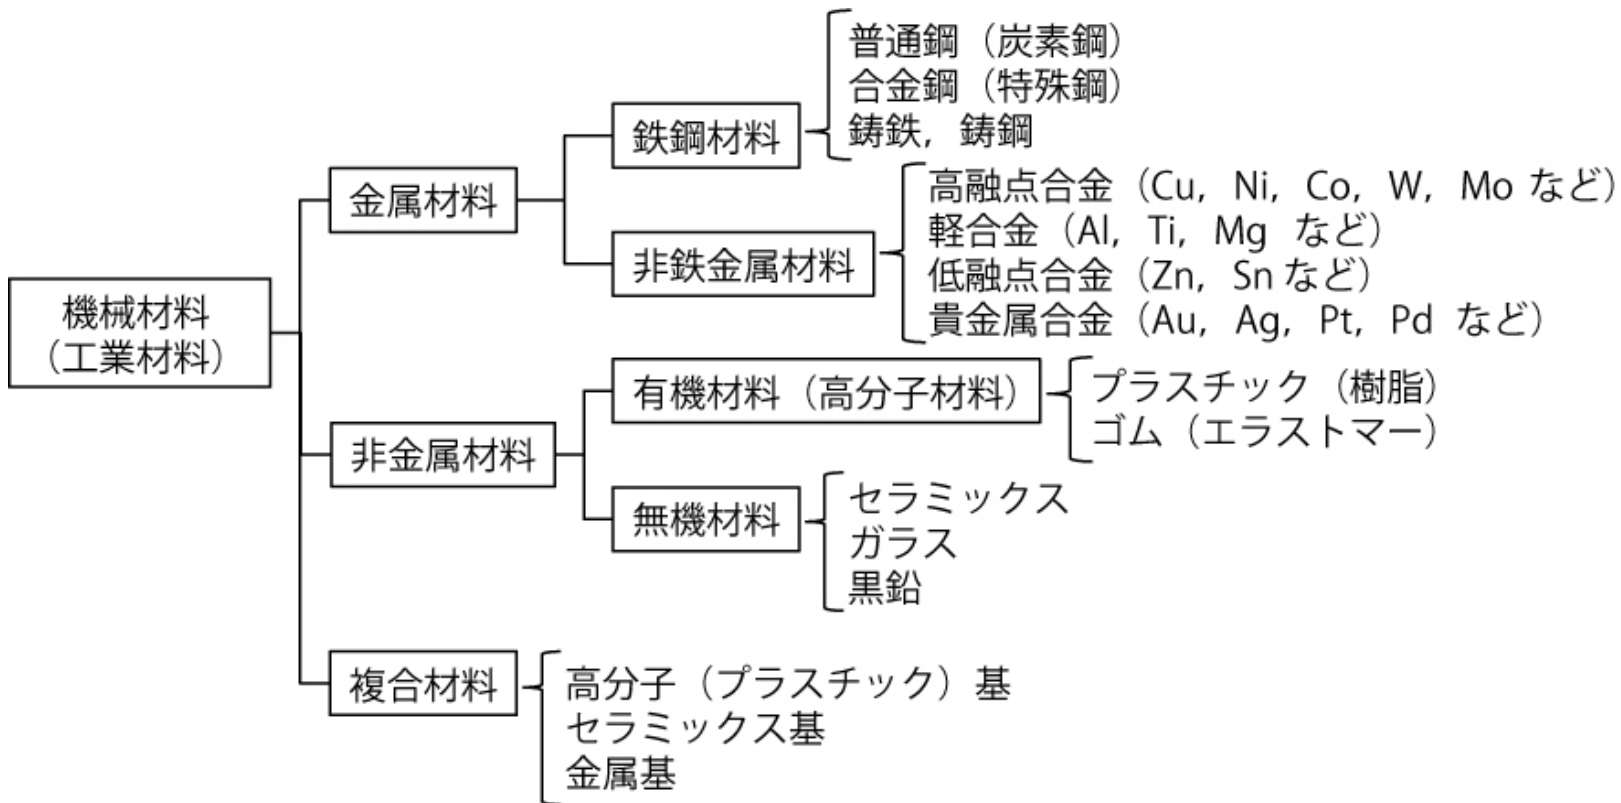 機械材料
（工業材料）
金属材料
鉄鋼材料
普通鋼（炭素鋼）
合金鋼（特殊鋼）
鋳鉄，鋳鋼
非鉄金属材料
高融点合金（Cu，Ni，Co，W，Mo など）
軽合金（Al，Ti，Mg など）
低融点合金（Zn，Sn など）
貴金属合金（Au，Ag，Pt，Pd など）
非金属材料
有機材料（高分子材料）
プラスチック（樹脂）
ゴム（エラストマー）
無機材料
セラミックス
ガラス
黒鉛
複合材料
高分子（プラスチック）基
セラミックス基
金属基